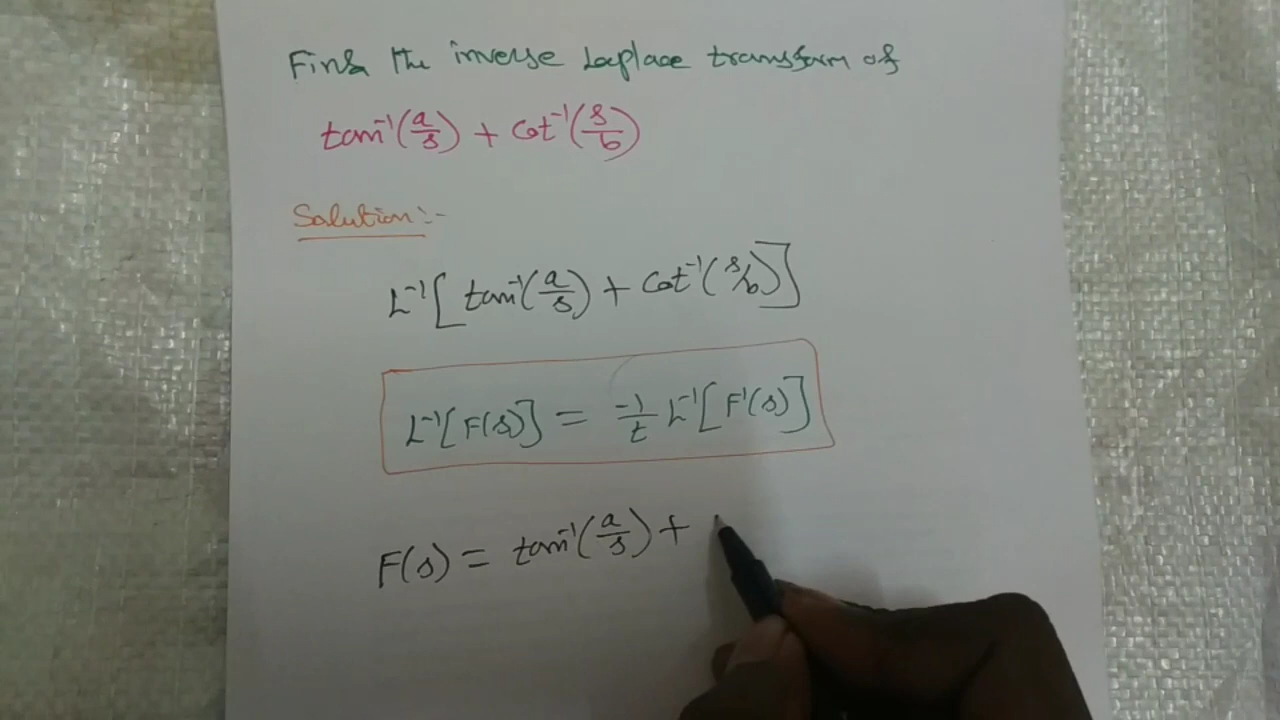 Find the inverse Laplace transform of
tan⁻¹(a/s) + Cot⁻¹(s/b)
Solution:-
L⁻¹[tan⁻¹(a/s) + Cot⁻¹(s/b)]
L⁻¹[F(s)] = -1/t L⁻¹[F'(s)]
F(s) = tan⁻¹(a/s) +